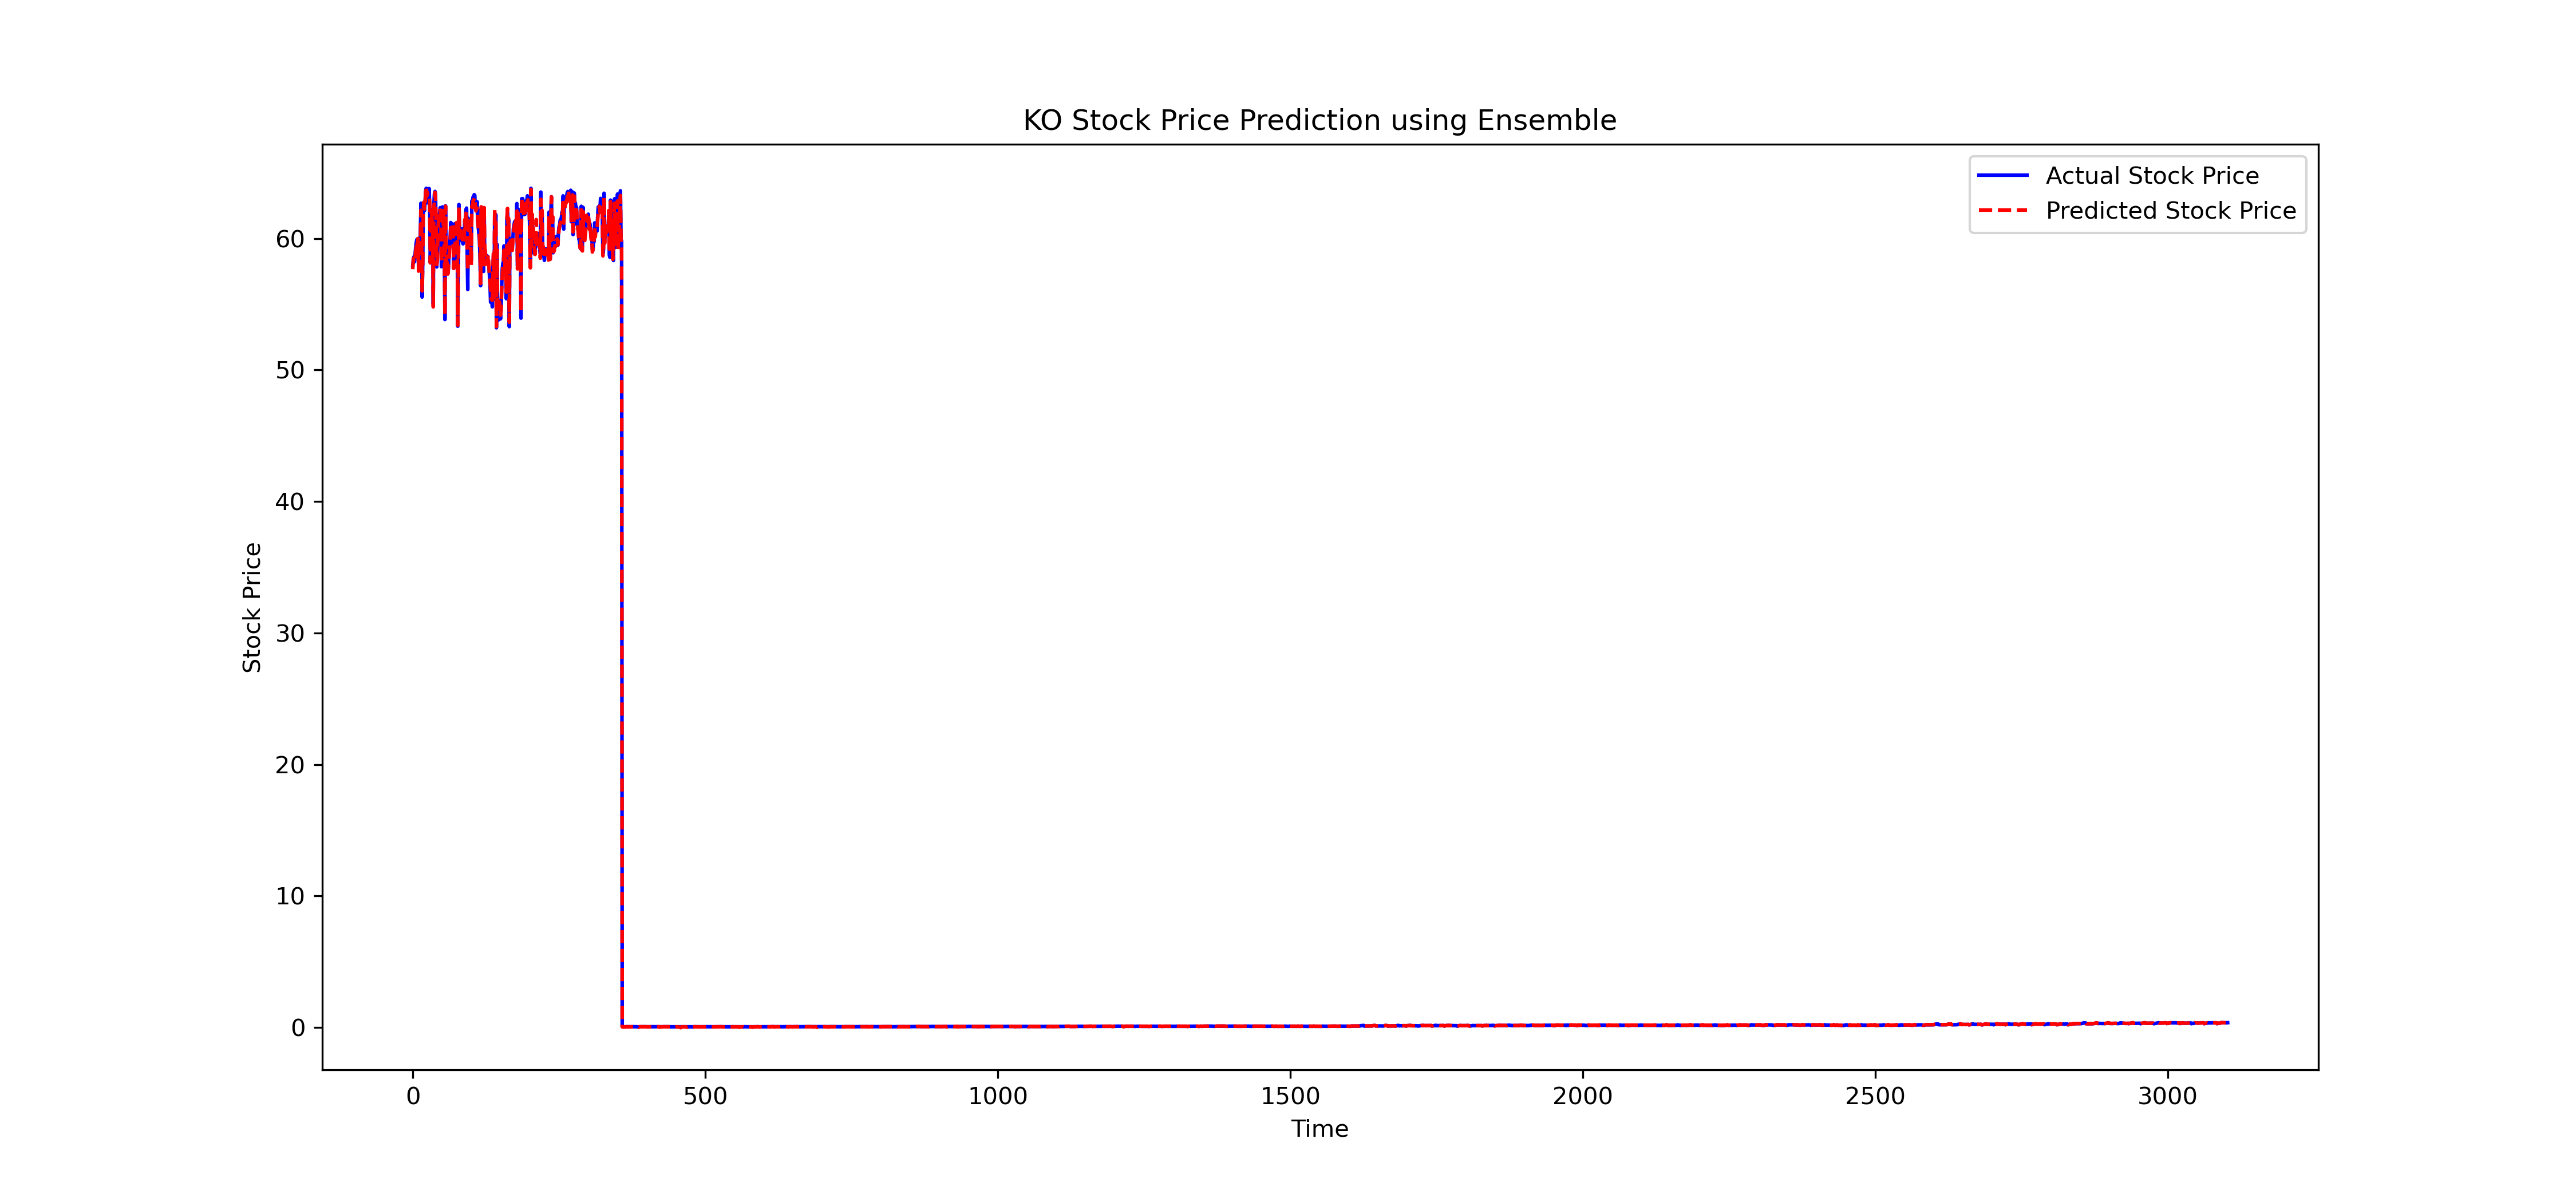 KO Stock Price Prediction using Ensemble
Actual Stock Price
Predicted Stock Price
Stock Price
60
50
40
30
20
10
0
0 500 1000 1500 2000 2500 3000
Time